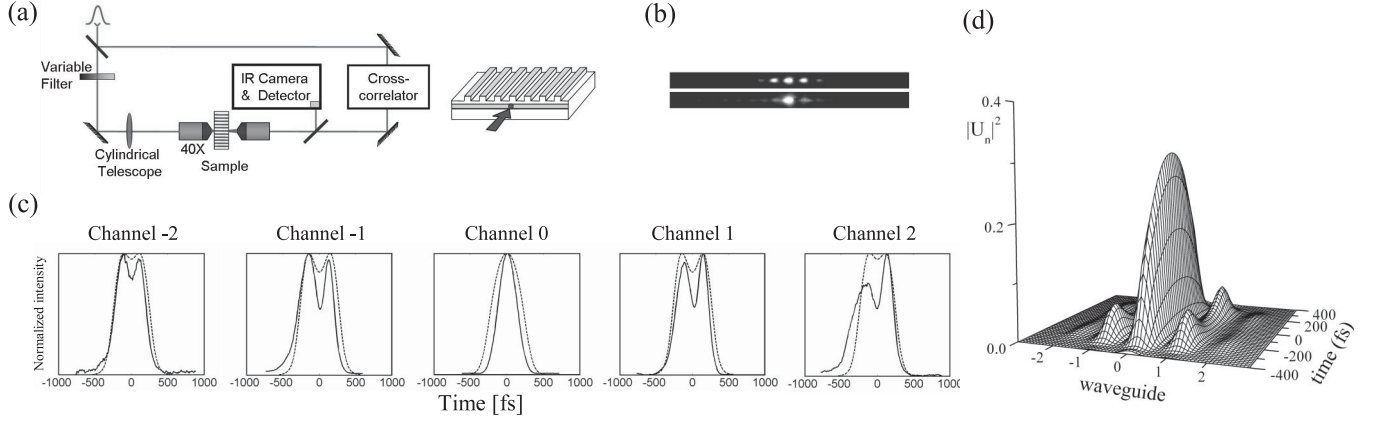 (a)
Variable
Filter
IR Camera
& Detector
Cross-
correlator
40X
Cylindrical
Telescope
Sample
(b)
(c)
Channel -2
Channel -1
Channel 0
Channel 1
Channel 2
Normalized intensity
-1000 -500 0 500 1000
-1000 -500 0 500 1000
-1000 -500 0 500 1000
-1000 -500 0 500 1000
-1000 -500 0 500 1000
Time [fs]
(d)
0.4
|Uₙ|²
0.2
0.0
-2 -1 0 1 2
waveguide
400
200
0
-200
-400
time (fs)